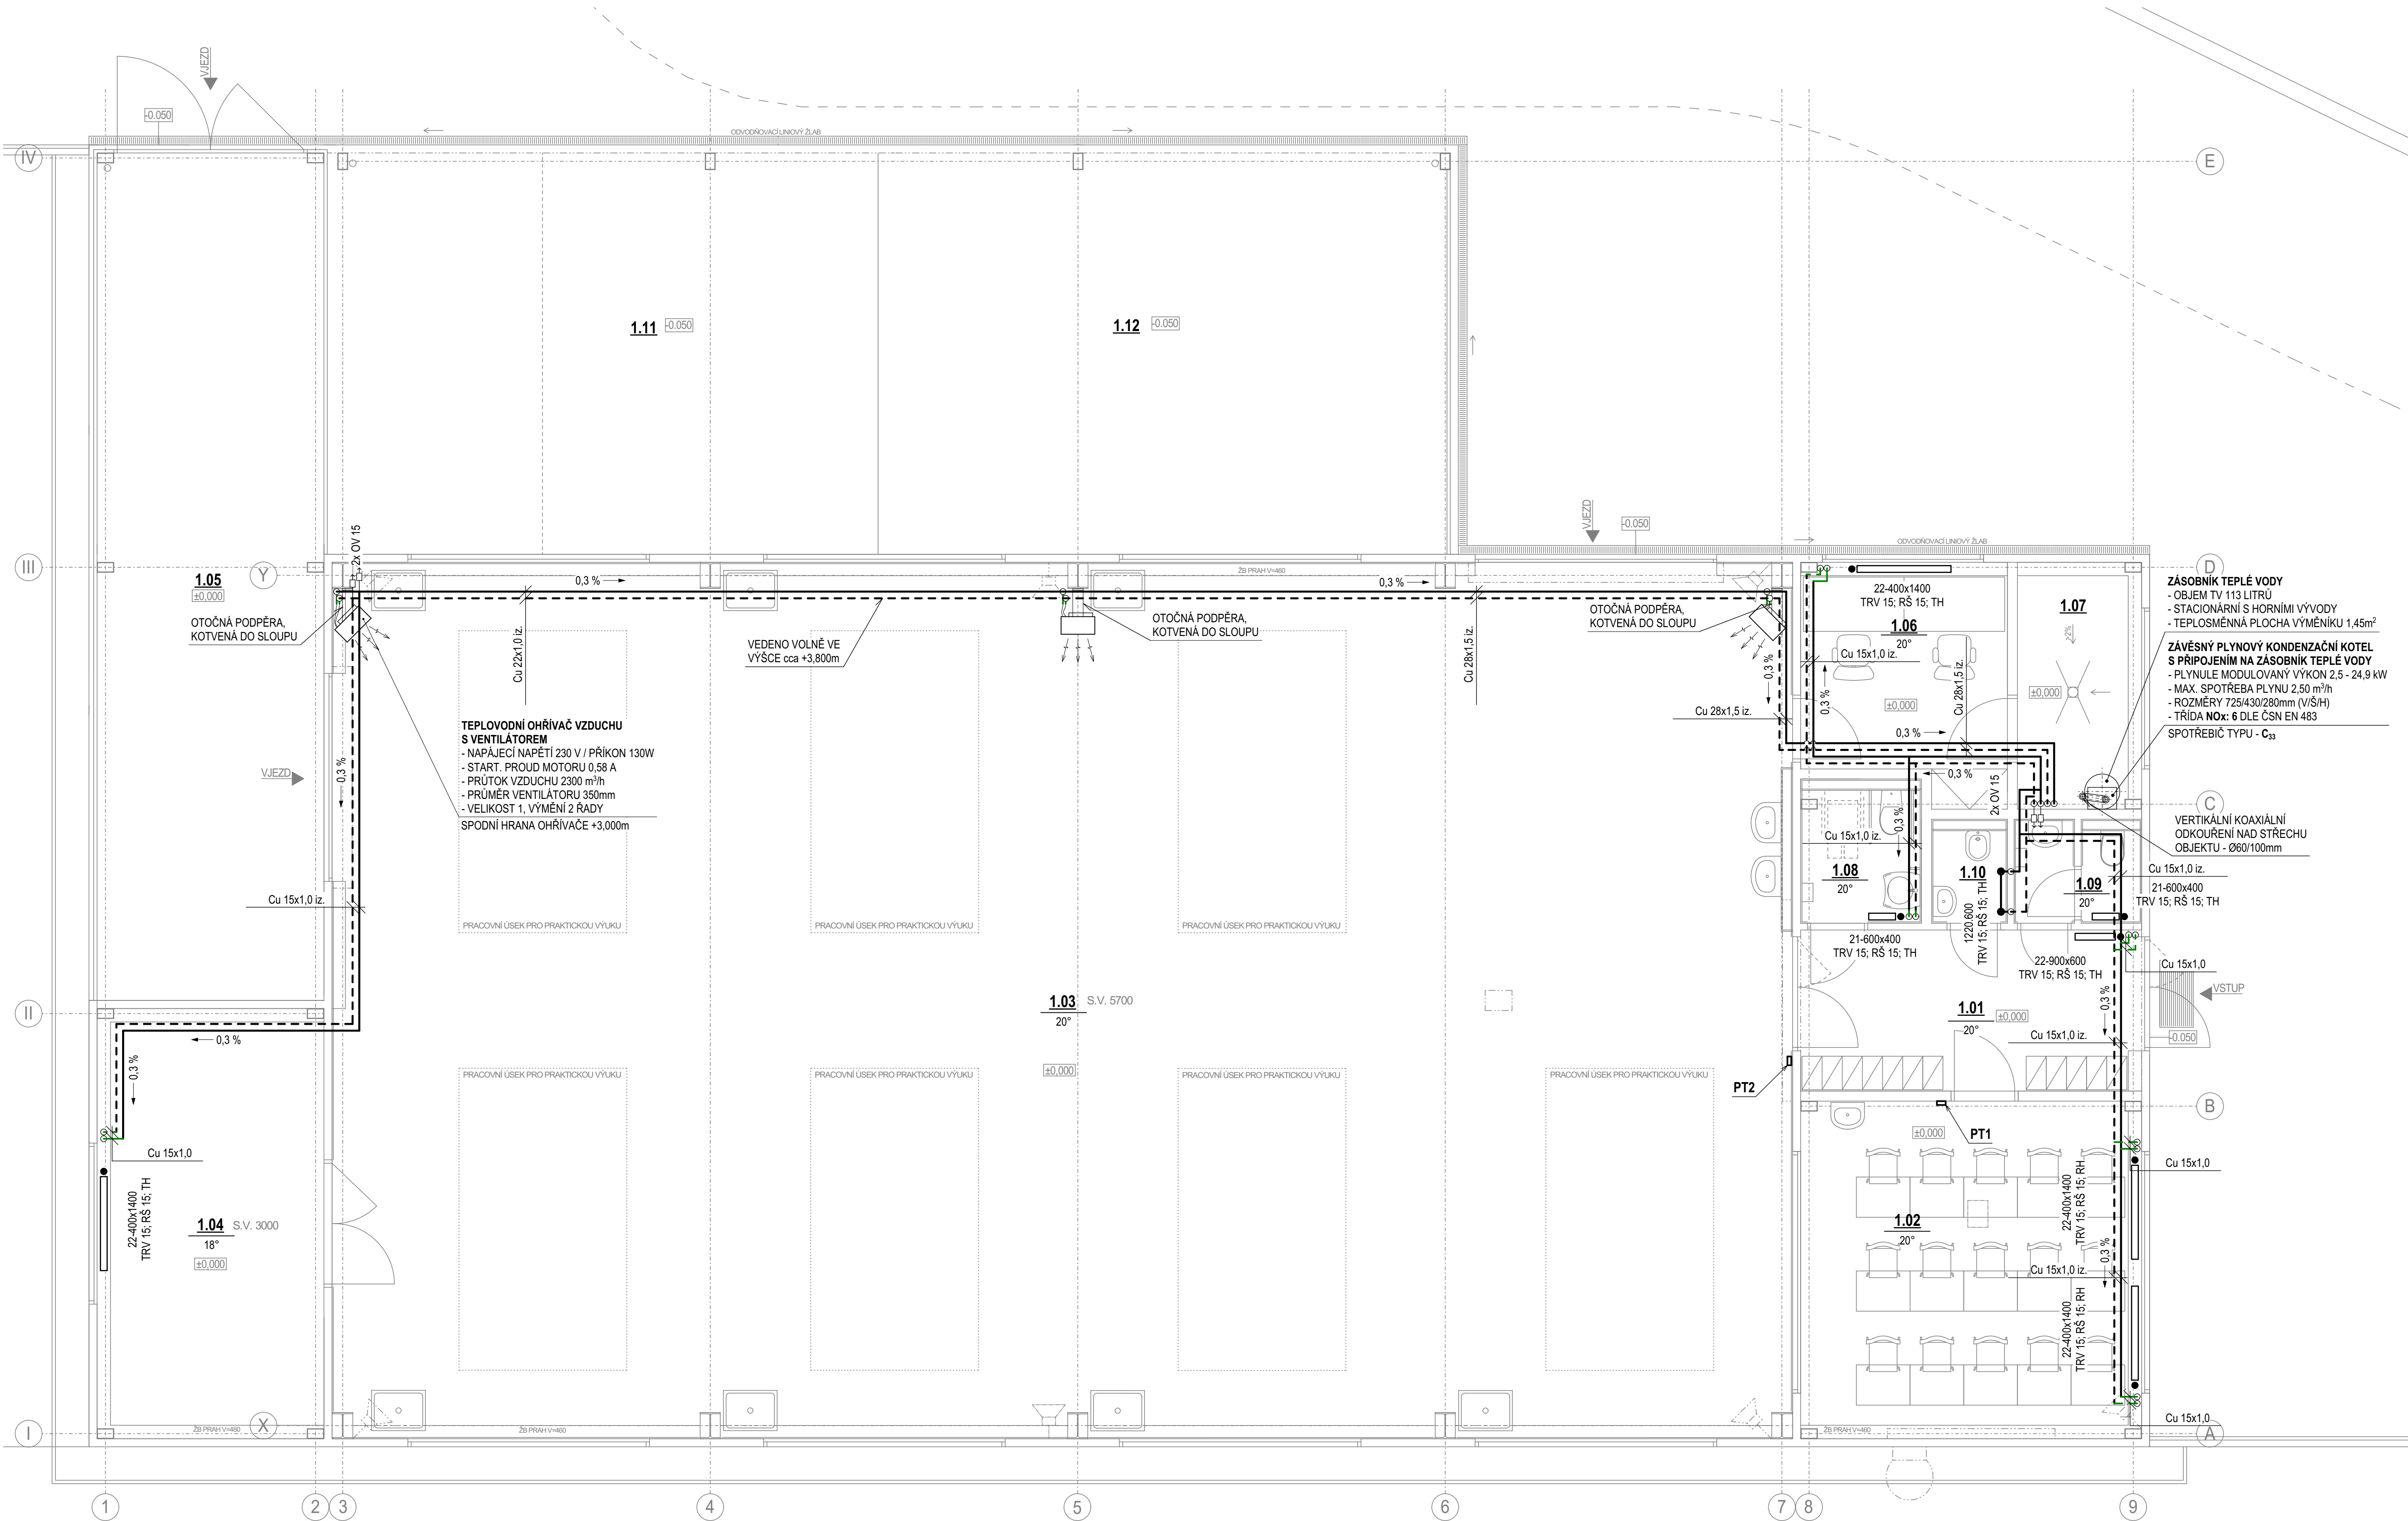 VJEZD
-0.050
ODVODŇOVACÍ LINIOVÝ ŽLAB
IV
E
1.11
-0.050
1.12
-0.050
1.07
VJEZD
-0.050
ODVODŇOVACÍ LINIOVÝ ŽLAB
2x OV 15
III
Y
D
1.05
±0,000
0,3 %
ŽB PRAH V=460
0,3 %
OTOČNÁ PODPĚRA,
KOTVENÁ DO SLOUPU
OTOČNÁ PODPĚRA,
KOTVENÁ DO SLOUPU
OTOČNÁ PODPĚRA,
KOTVENÁ DO SLOUPU
22-400x1400
TRV 15; RŠ 15; TH
1.06
20°
ZÁSOBNÍK TEPLÉ VODY
- OBJEM TV 113 LITRŮ
- STACIONÁRNÍ S HORNÍMI VÝVODY
- TEPLOSMĚNNÁ PLOCHA VÝMĚNÍKU 1,45m²
ZÁVĚSNÝ PLYNOVÝ KONDENZAČNÍ KOTEL
S PŘIPOJENÍM NA ZÁSOBNÍK TEPLÉ VODY
- PLYNULE MODULOVANÝ VÝKON 2,5 - 24,9 kW
- MAX. SPOTŘEBA PLYNU 2,50 m³/h
- ROZMĚRY 725/430/280mm (V/Š/H)
- TŘÍDA NOx: 6 DLE ČSN EN 483
SPOTŘEBIČ TYPU - C₃₃
VEDENO VOLNĚ VE
VÝŠCE cca +3,800m
Cu 22x1,0 iz.
Cu 28x1,5 iz.
0,3 %
Cu 15x1,0 iz.
0,3 %
Cu 28x1,5 iz.
≥2%
±0,000
±0,000
Cu 28x1,5 iz.
0,3 %
TEPLOVODNÍ OHŘÍVAČ VZDUCHU
S VENTILÁTOREM
- NAPÁJECÍ NAPĚTÍ 230 V / PŘÍKON 130W
- START. PROUD MOTORU 0,58 A
- PRŮTOK VZDUCHU 2300 m³/h
- PRŮMĚR VENTILÁTORU 350mm
- VELIKOST 1, VÝMĚNÍ 2 ŘADY
SPODNÍ HRANA OHŘÍVAČE +3,000m
VJEZD
0,3 %
0,3 %
2x OV 15
C
VERTIKÁLNÍ KOAXIÁLNÍ
ODKOUŘENÍ NAD STŘECHU
OBJEKTU - Ø60/100mm
0,3 %
Cu 15x1,0 iz.
1.08
20°
1.10
1220.600
TRV 15; RŠ 15; TH
1.09
20°
Cu 15x1,0 iz.
21-600x400
TRV 15; RŠ 15; TH
Cu 15x1,0 iz.
PRACOVNÍ ÚSEK PRO PRAKTICKOU VÝUKU
PRACOVNÍ ÚSEK PRO PRAKTICKOU VÝUKU
PRACOVNÍ ÚSEK PRO PRAKTICKOU VÝUKU
21-600x400
TRV 15; RŠ 15; TH
22-900x600
TRV 15; RŠ 15; TH
Cu 15x1,0
VSTUP
-0.050
II
1.03 S.V. 5700
20°
±0,000
1.01
20°
±0,000
0,3 %
Cu 15x1,0 iz.
0,3 %
0,3 %
PRACOVNÍ ÚSEK PRO PRAKTICKOU VÝUKU
PRACOVNÍ ÚSEK PRO PRAKTICKOU VÝUKU
PRACOVNÍ ÚSEK PRO PRAKTICKOU VÝUKU
PRACOVNÍ ÚSEK PRO PRAKTICKOU VÝUKU
PT2
B
±0,000
PT1
Cu 15x1,0
Cu 15x1,0
22-400x1400
TRV 15; RŠ 15; TH
1.04 S.V. 3000
18°
±0,000
22-400x1400
TRV 15; RŠ 15; RH
1.02
20°
0,3 %
Cu 15x1,0 iz.
22-400x1400
TRV 15; RŠ 15; RH
Cu 15x1,0
I
X
A
ŽB PRAH V=460
ŽB PRAH V=460
ŽB PRAH V=460
1
2
3
4
5
6
7
8
9